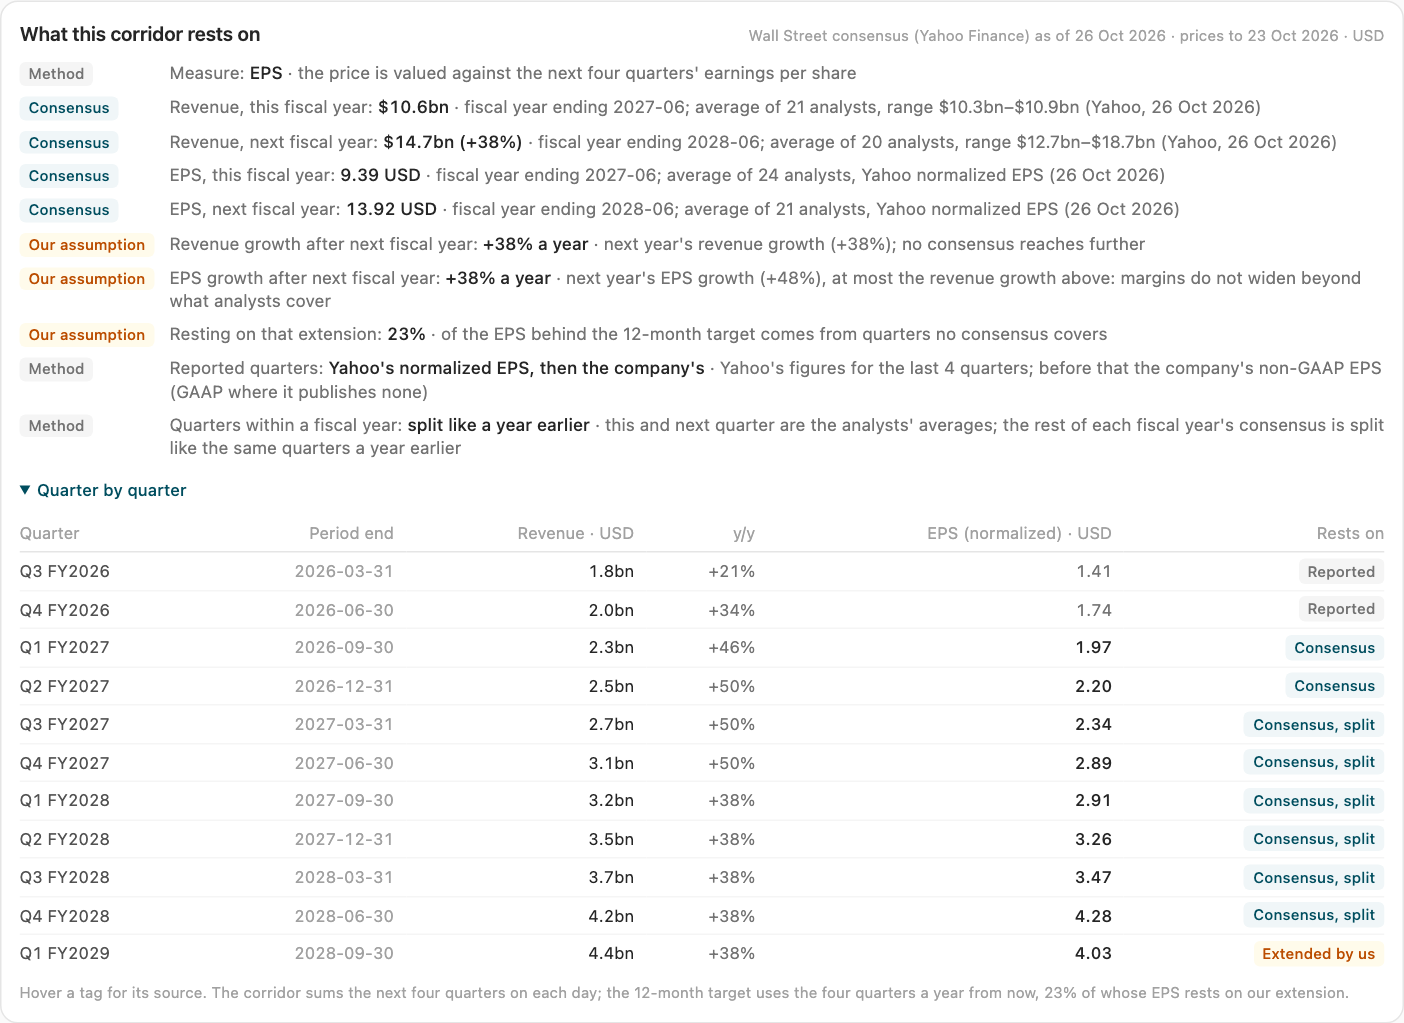 What this corridor rests on
Wall Street consensus (Yahoo Finance) as of 26 Oct 2026 · prices to 23 Oct 2026 · USD
Method Measure: EPS · the price is valued against the next four quarters' earnings per share
Consensus Revenue, this fiscal year: $10.6bn · fiscal year ending 2027-06; average of 21 analysts, range $10.3bn–$10.9bn (Yahoo, 26 Oct 2026)
Consensus Revenue, next fiscal year: $14.7bn (+38%) · fiscal year ending 2028-06; average of 20 analysts, range $12.7bn–$18.7bn (Yahoo, 26 Oct 2026)
Consensus EPS, this fiscal year: 9.39 USD · fiscal year ending 2027-06; average of 24 analysts, Yahoo normalized EPS (26 Oct 2026)
Consensus EPS, next fiscal year: 13.92 USD · fiscal year ending 2028-06; average of 21 analysts, Yahoo normalized EPS (26 Oct 2026)
Our assumption Revenue growth after next fiscal year: +38% a year · next year's revenue growth (+38%); no consensus reaches further
Our assumption EPS growth after next fiscal year: +38% a year · next year's EPS growth (+48%), at most the revenue growth above: margins do not widen beyond
what analysts cover
Our assumption Resting on that extension: 23% · of the EPS behind the 12-month target comes from quarters no consensus covers
Method Reported quarters: Yahoo's normalized EPS, then the company's · Yahoo's figures for the last 4 quarters; before that the company's non-GAAP EPS
(GAAP where it publishes none)
Method Quarters within a fiscal year: split like a year earlier · this and next quarter are the analysts' averages; the rest of each fiscal year's consensus is split
like the same quarters a year earlier
▼ Quarter by quarter
Quarter Period end Revenue · USD y/y EPS (normalized) · USD Rests on
Q3 FY2026 2026-03-31 1.8bn +21% 1.41 Reported
Q4 FY2026 2026-06-30 2.0bn +34% 1.74 Reported
Q1 FY2027 2026-09-30 2.3bn +46% 1.97 Consensus
Q2 FY2027 2026-12-31 2.5bn +50% 2.20 Consensus
Q3 FY2027 2027-03-31 2.7bn +50% 2.34 Consensus, split
Q4 FY2027 2027-06-30 3.1bn +50% 2.89 Consensus, split
Q1 FY2028 2027-09-30 3.2bn +38% 2.91 Consensus, split
Q2 FY2028 2027-12-31 3.5bn +38% 3.26 Consensus, split
Q3 FY2028 2028-03-31 3.7bn +38% 3.47 Consensus, split
Q4 FY2028 2028-06-30 4.2bn +38% 4.28 Consensus, split
Q1 FY2029 2028-09-30 4.4bn +38% 4.03 Extended by us
Hover a tag for its source. The corridor sums the next four quarters on each day; the 12-month target uses the four quarters a year from now, 23% of whose EPS rests on our extension.